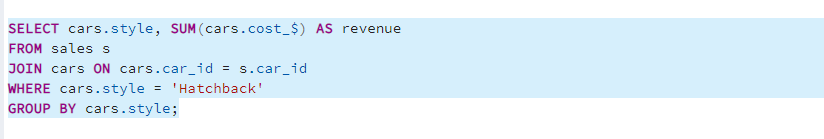 SELECT cars.style, SUM(cars.cost_$) AS revenue
FROM sales s
JOIN cars ON cars.car_id = s.car_id
WHERE cars.style = 'Hatchback'
GROUP BY cars.style;